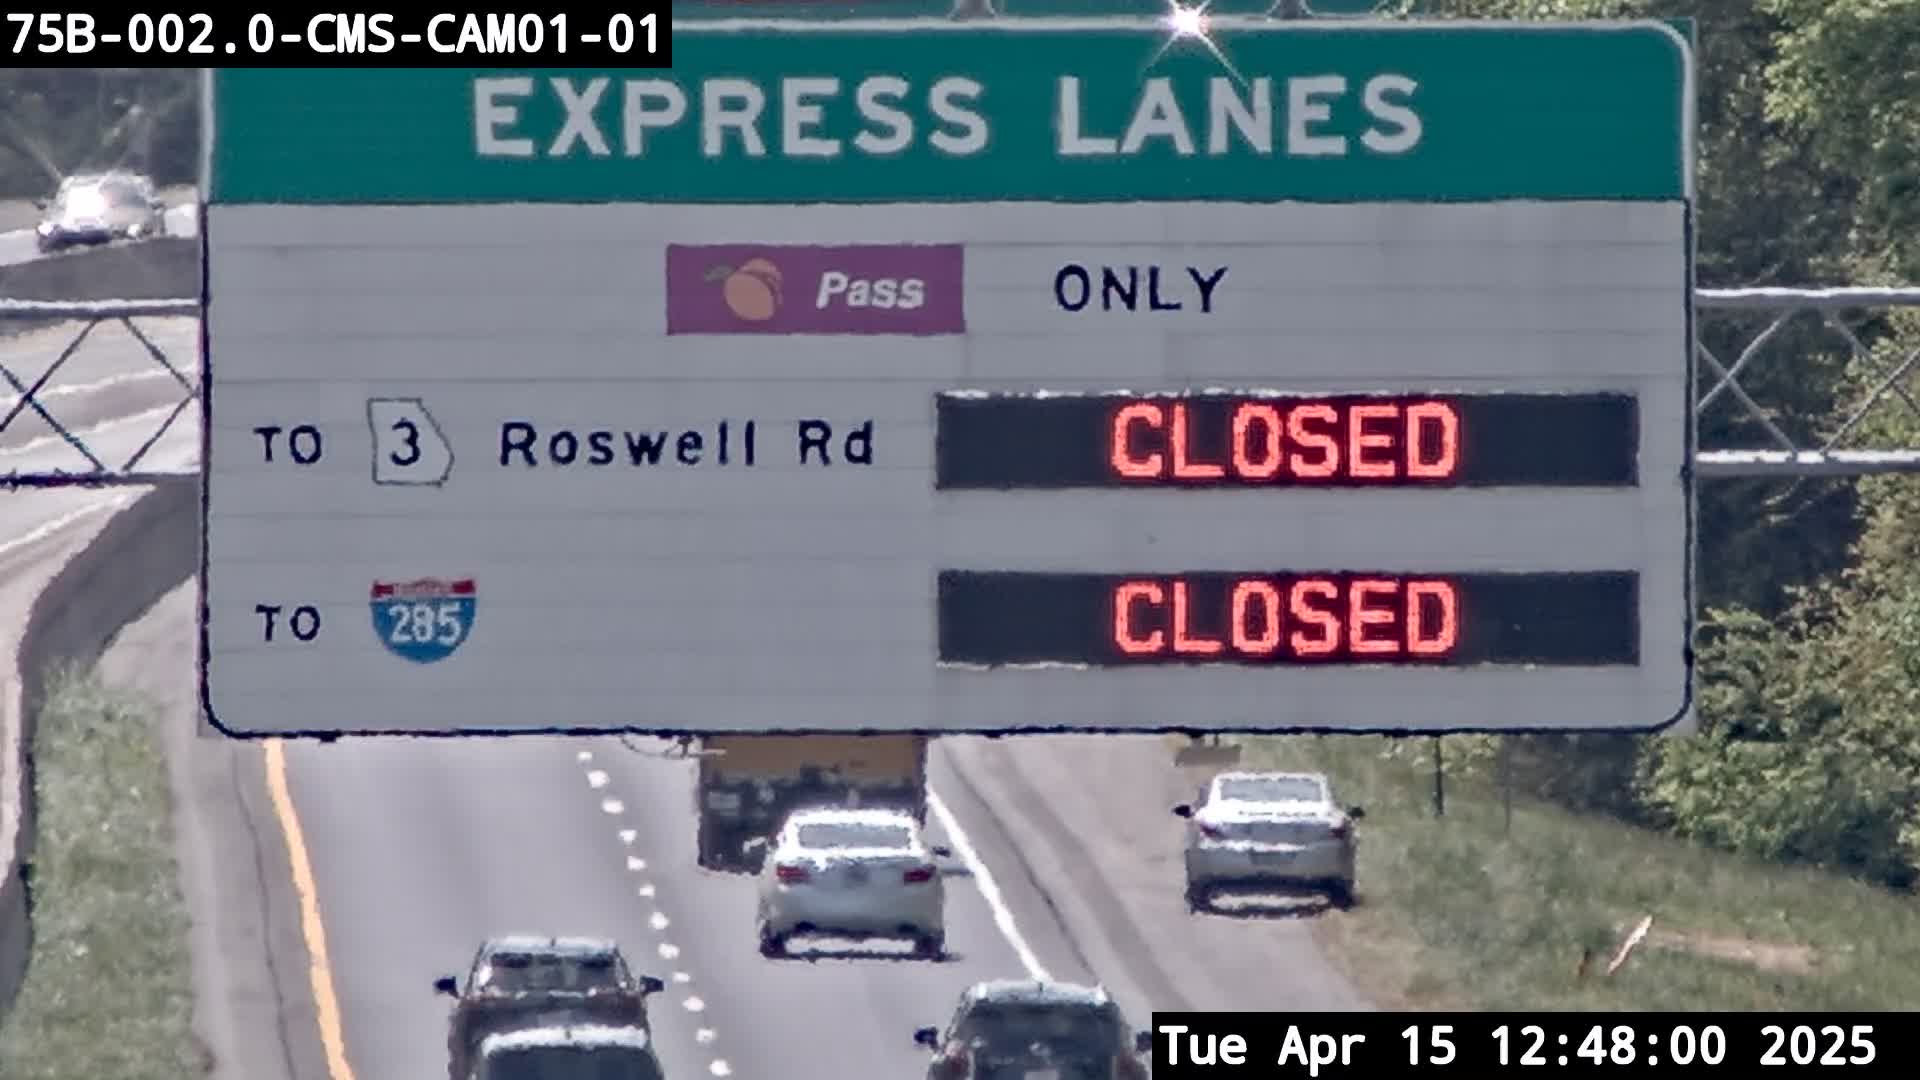 75B-002.0-CMS-CAM01-01
EXPRESS LANES
Pass ONLY
TO 3 Roswell Rd CLOSED
TO 285 CLOSED
Tue Apr 15 12:48:00 2025